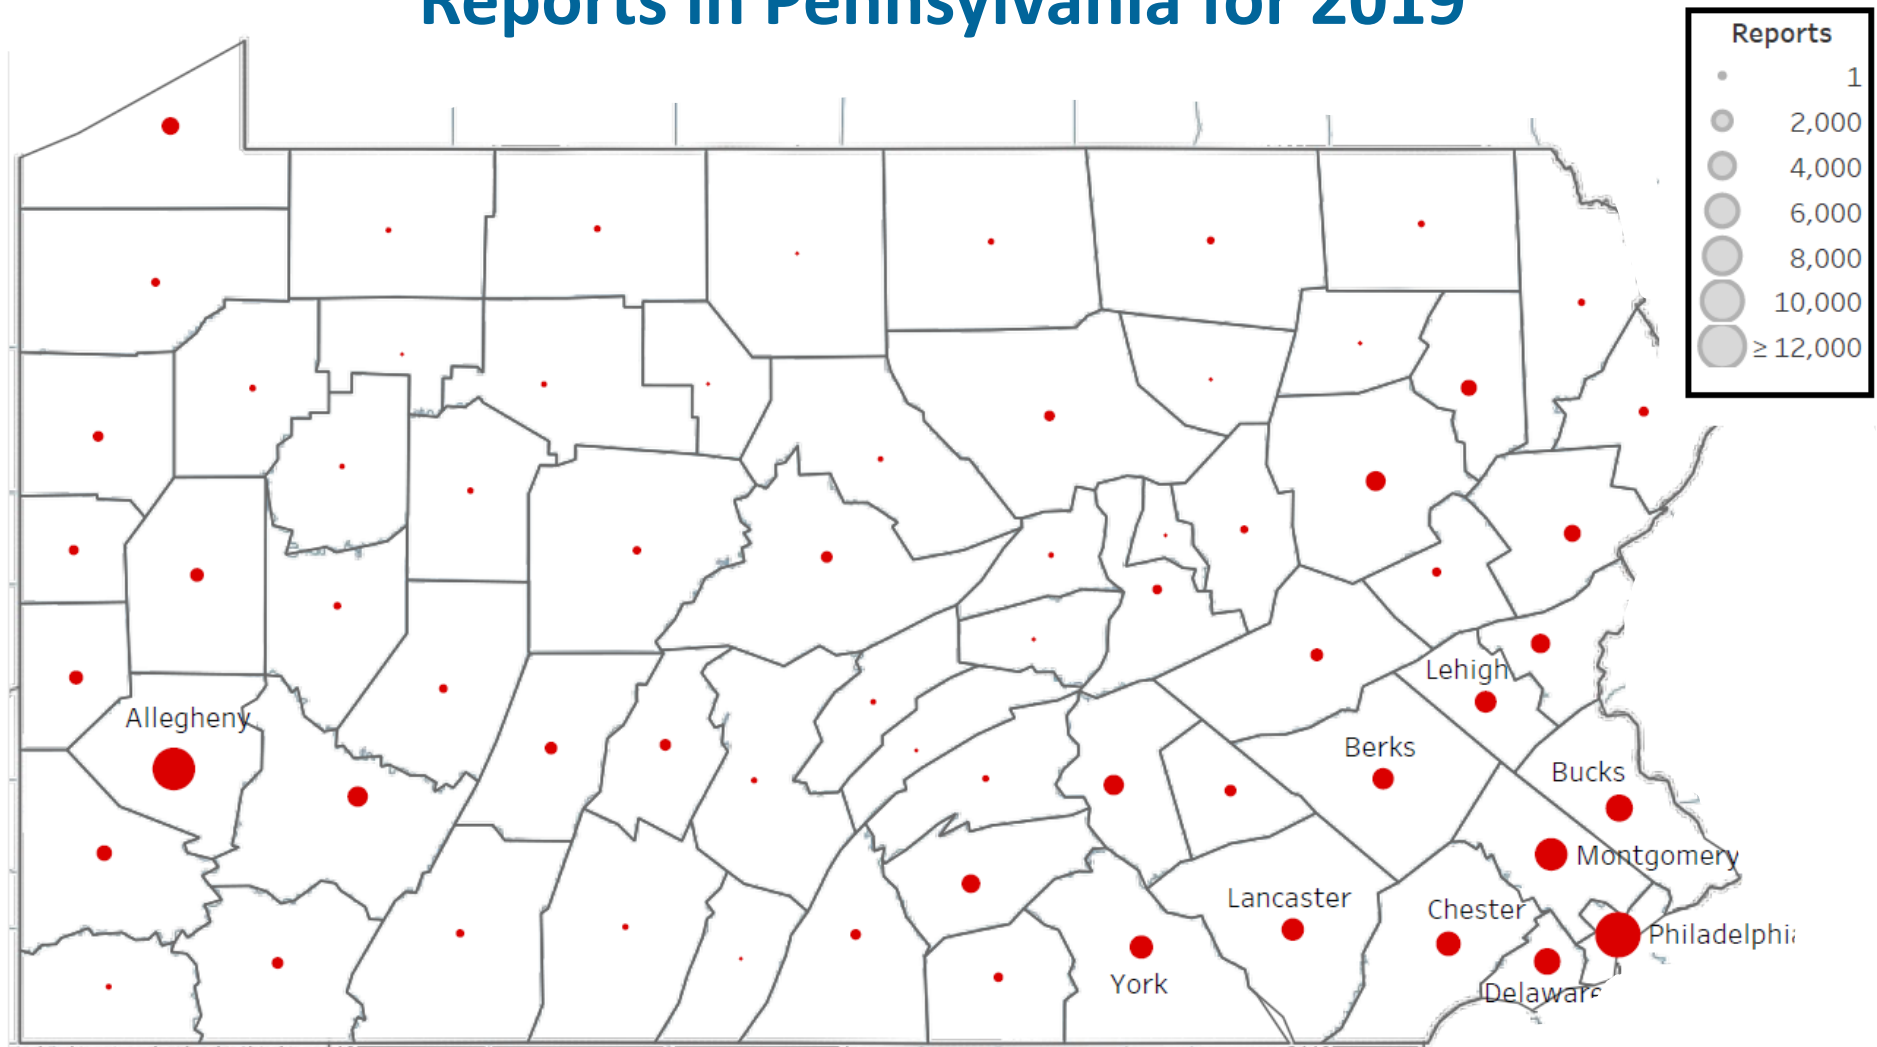 Reports in Pennsylvania for 2019
Reports
1
2,000
4,000
6,000
8,000
10,000
≥ 12,000
Lehigh
Allegheny
Berks
Bucks
Montgomery
Lancaster
Chester
Philadelphia
York
Delaware